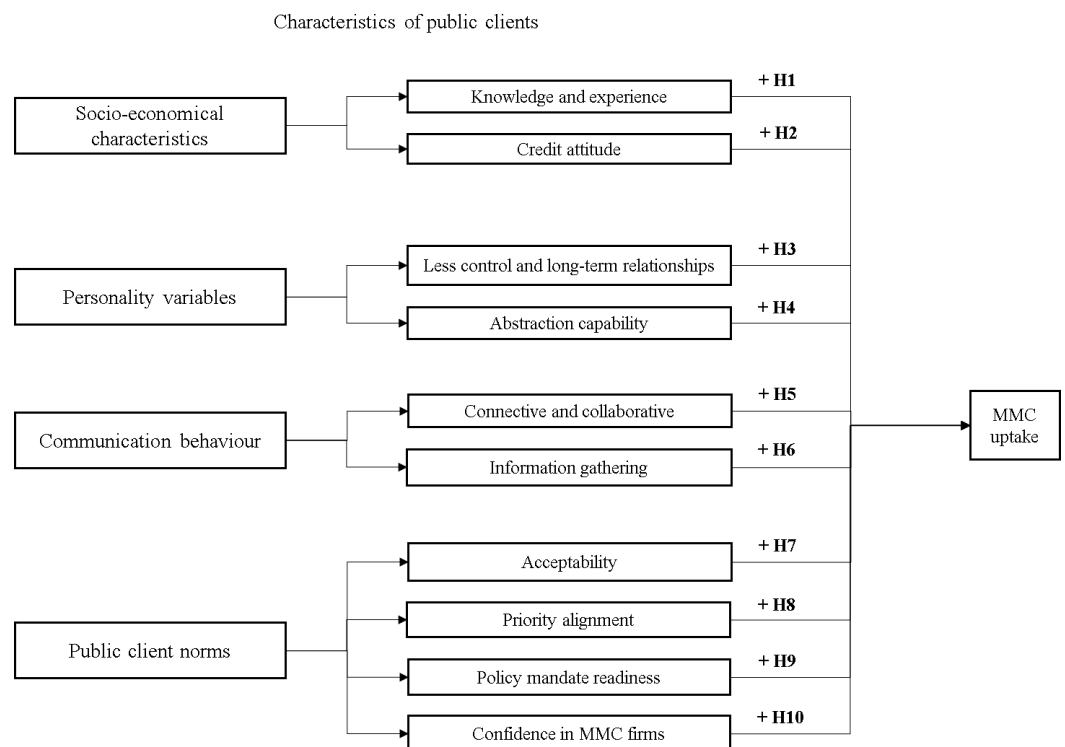 Characteristics of public clients
Socio-economical
characteristics
Knowledge and experience
+ H1
Credit attitude
+ H2
Personality variables
Less control and long-term relationships
+ H3
Abstraction capability
+ H4
Communication behaviour
Connective and collaborative
+ H5
Information gathering
+ H6
Public client norms
Acceptability
+ H7
Priority alignment
+ H8
Policy mandate readiness
+ H9
Confidence in MMC firms
+ H10
MMC
uptake